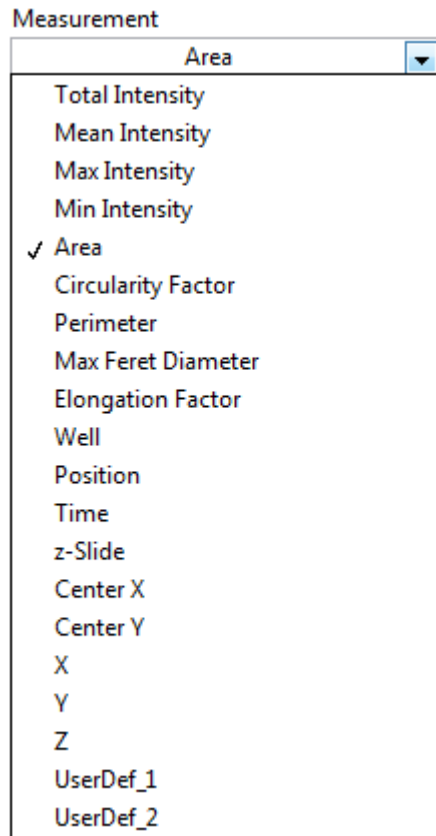 Measurement
Area
Total Intensity
Mean Intensity
Max Intensity
Min Intensity
✓ Area
Circularity Factor
Perimeter
Max Feret Diameter
Elongation Factor
Well
Position
Time
z-Slide
Center X
Center Y
X
Y
Z
UserDef_1
UserDef_2